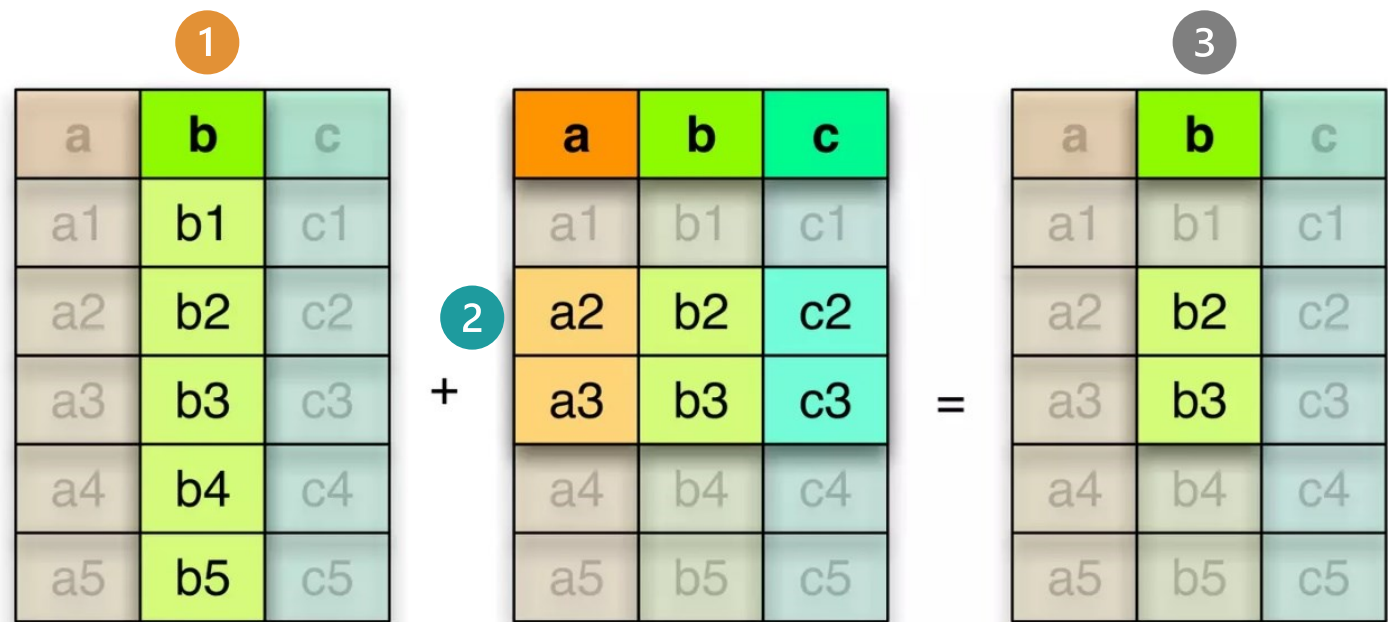 1
3
a b c a b c a b c
a1 b1 c1 a1 b1 c1 a1 b1 c1
a2 b2 c2 2 a2 b2 c2 a2 b2 c2
a3 b3 c3 + a3 b3 c3 = a3 b3 c3
a4 b4 c4 a4 b4 c4 a4 b4 c4
a5 b5 c5 a5 b5 c5 a5 b5 c5